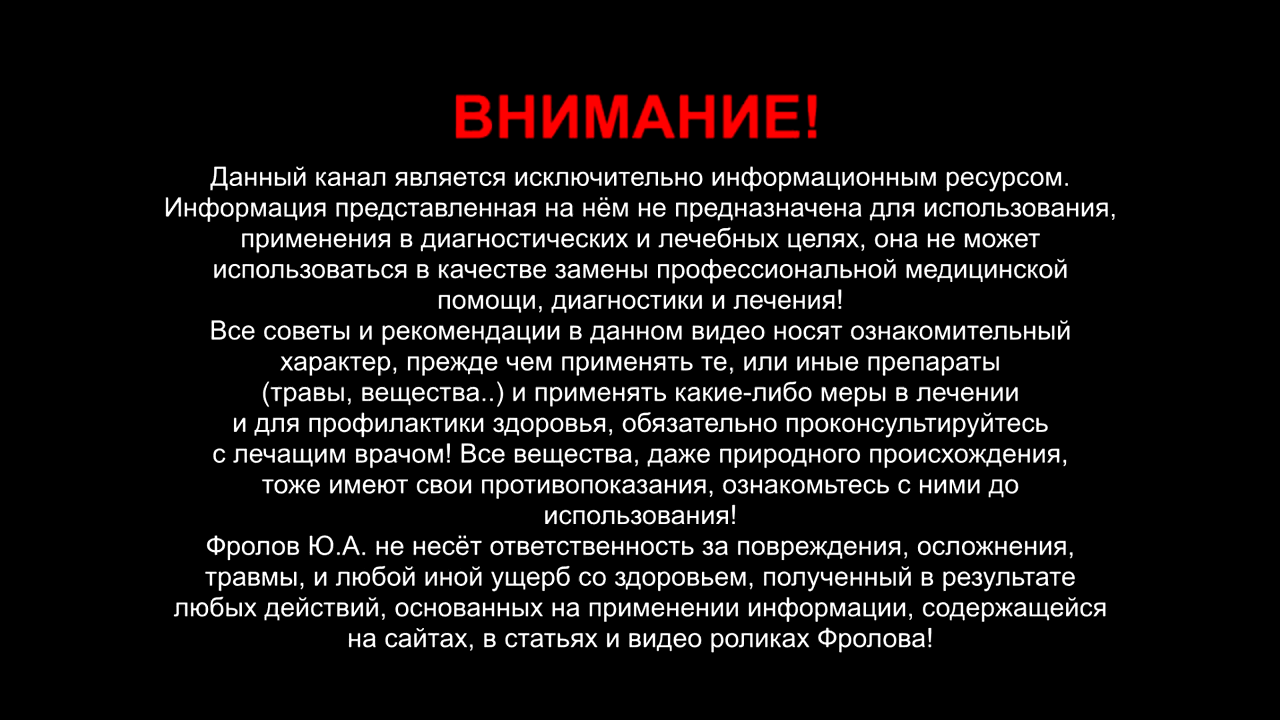 ВНИМАНИЕ!
Данный канал является исключительно информационным ресурсом.
Информация представленная на нём не предназначена для использования,
применения в диагностических и лечебных целях, она не может
использоваться в качестве замены профессиональной медицинской
помощи, диагностики и лечения!
Все советы и рекомендации в данном видео носят ознакомительный
характер, прежде чем применять те, или иные препараты
(травы, вещества..) и применять какие-либо меры в лечении
и для профилактики здоровья, обязательно проконсультируйтесь
с лечащим врачом! Все вещества, даже природного происхождения,
тоже имеют свои противопоказания, ознакомьтесь с ними до
использования!
Фролов Ю.А. не несёт ответственность за повреждения, осложнения,
травмы, и любой иной ущерб со здоровьем, полученный в результате
любых действий, основанных на применении информации, содержащейся
на сайтах, в статьях и видео роликах Фролова!